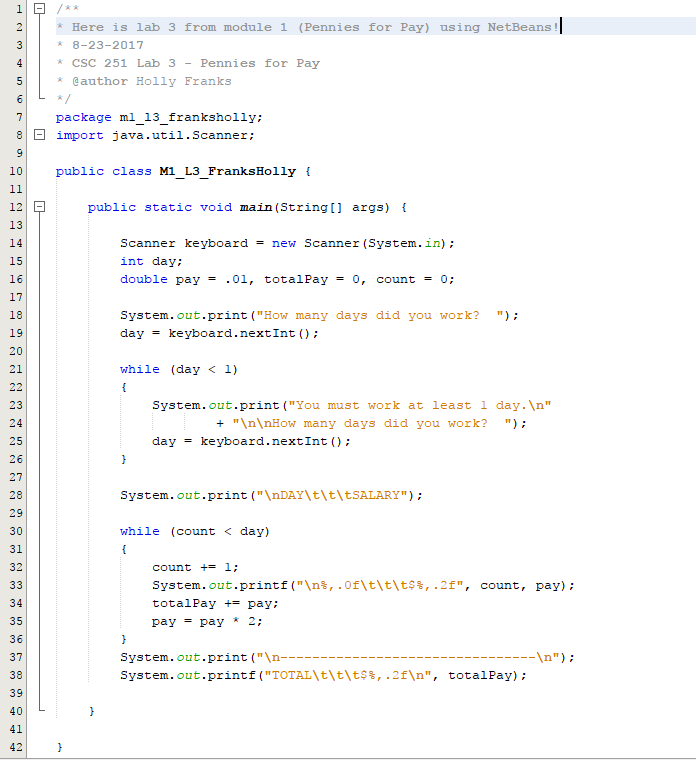 1 /**
2 * Here is lab 3 from module 1 (Pennies for Pay) using NetBeans!
3 * 8-23-2017
4 * CSC 251 Lab 3 - Pennies for Pay
5 * @author Holly Franks
6 */
7 package m1_l3_franksholly;
8 import java.util.Scanner;
9
10 public class M1_L3_FranksHolly {
11
12 public static void main(String[] args) {
13
14 Scanner keyboard = new Scanner(System.in);
15 int day;
16 double pay = .01, totalPay = 0, count = 0;
17
18 System.out.print("How many days did you work?  ");
19 day = keyboard.nextInt();
20
21 while (day < 1)
22 {
23 System.out.print("You must work at least 1 day.\n"
24 + "\n\nHow many days did you work?  ");
25 day = keyboard.nextInt();
26 }
27
28 System.out.print("\nDAY\t\t\tSALARY");
29
30 while (count < day)
31 {
32 count += 1;
33 System.out.printf("\n%,.0f\t\t\t$%,.2f", count, pay);
34 totalPay += pay;
35 pay = pay * 2;
36 }
37 System.out.print("\n--------------------------------\n");
38 System.out.printf("TOTAL\t\t\t$%,.2f\n", totalPay);
39
40 }
41
42 }